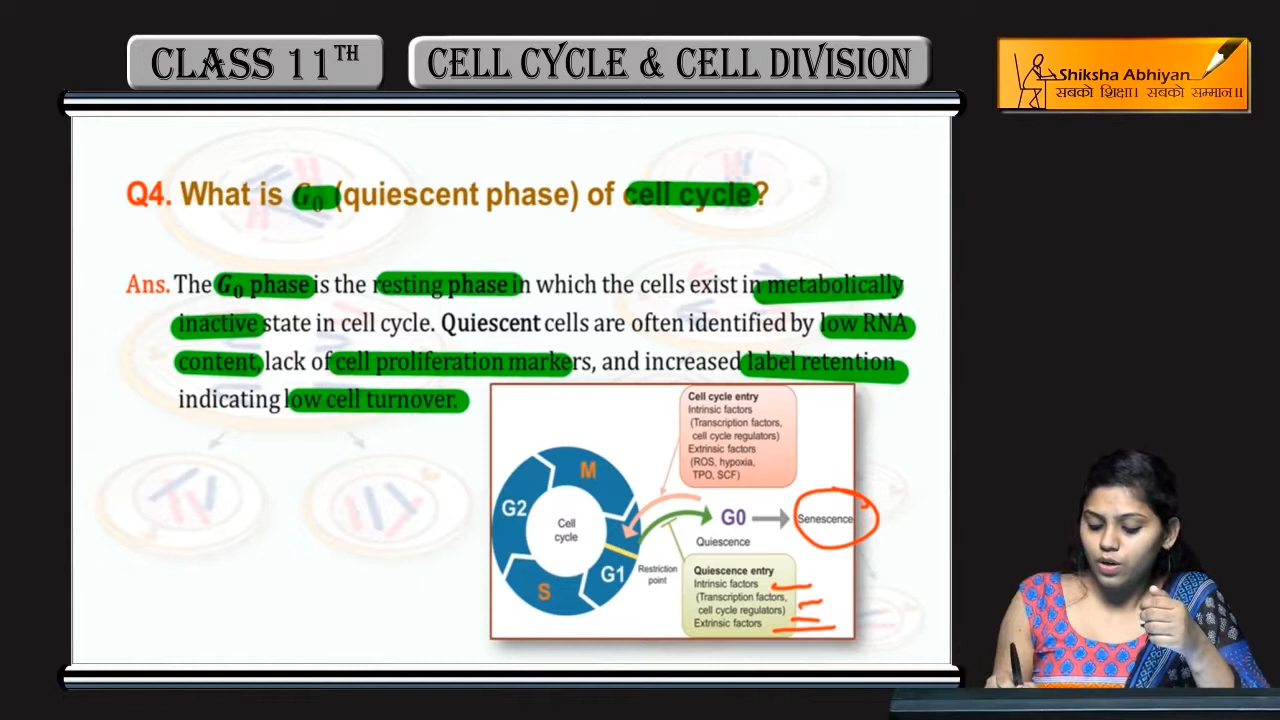 CLASS 11TH
CELL CYCLE & CELL DIVISION
Shiksha Abhiyan
सबको शिक्षा। सबको सम्मान॥
Q4. What is G0 (quiescent phase) of cell cycle?
Ans. The G0 phase is the resting phase in which the cells exist in metabolically
inactive state in cell cycle. Quiescent cells are often identified by low RNA
content, lack of cell proliferation markers, and increased label retention
indicating low cell turnover.
Cell cycle entry
Intrinsic factors
(Transcription factors,
cell cycle regulators)
Extrinsic factors
(ROS, hypoxia,
TPO, SCF)
M
G2
Cell
cycle
G1
S
G0
Quiescence
Senescence
Restriction
point
Quiescence entry
Intrinsic factors
(Transcription factors,
cell cycle regulators)
Extrinsic factors